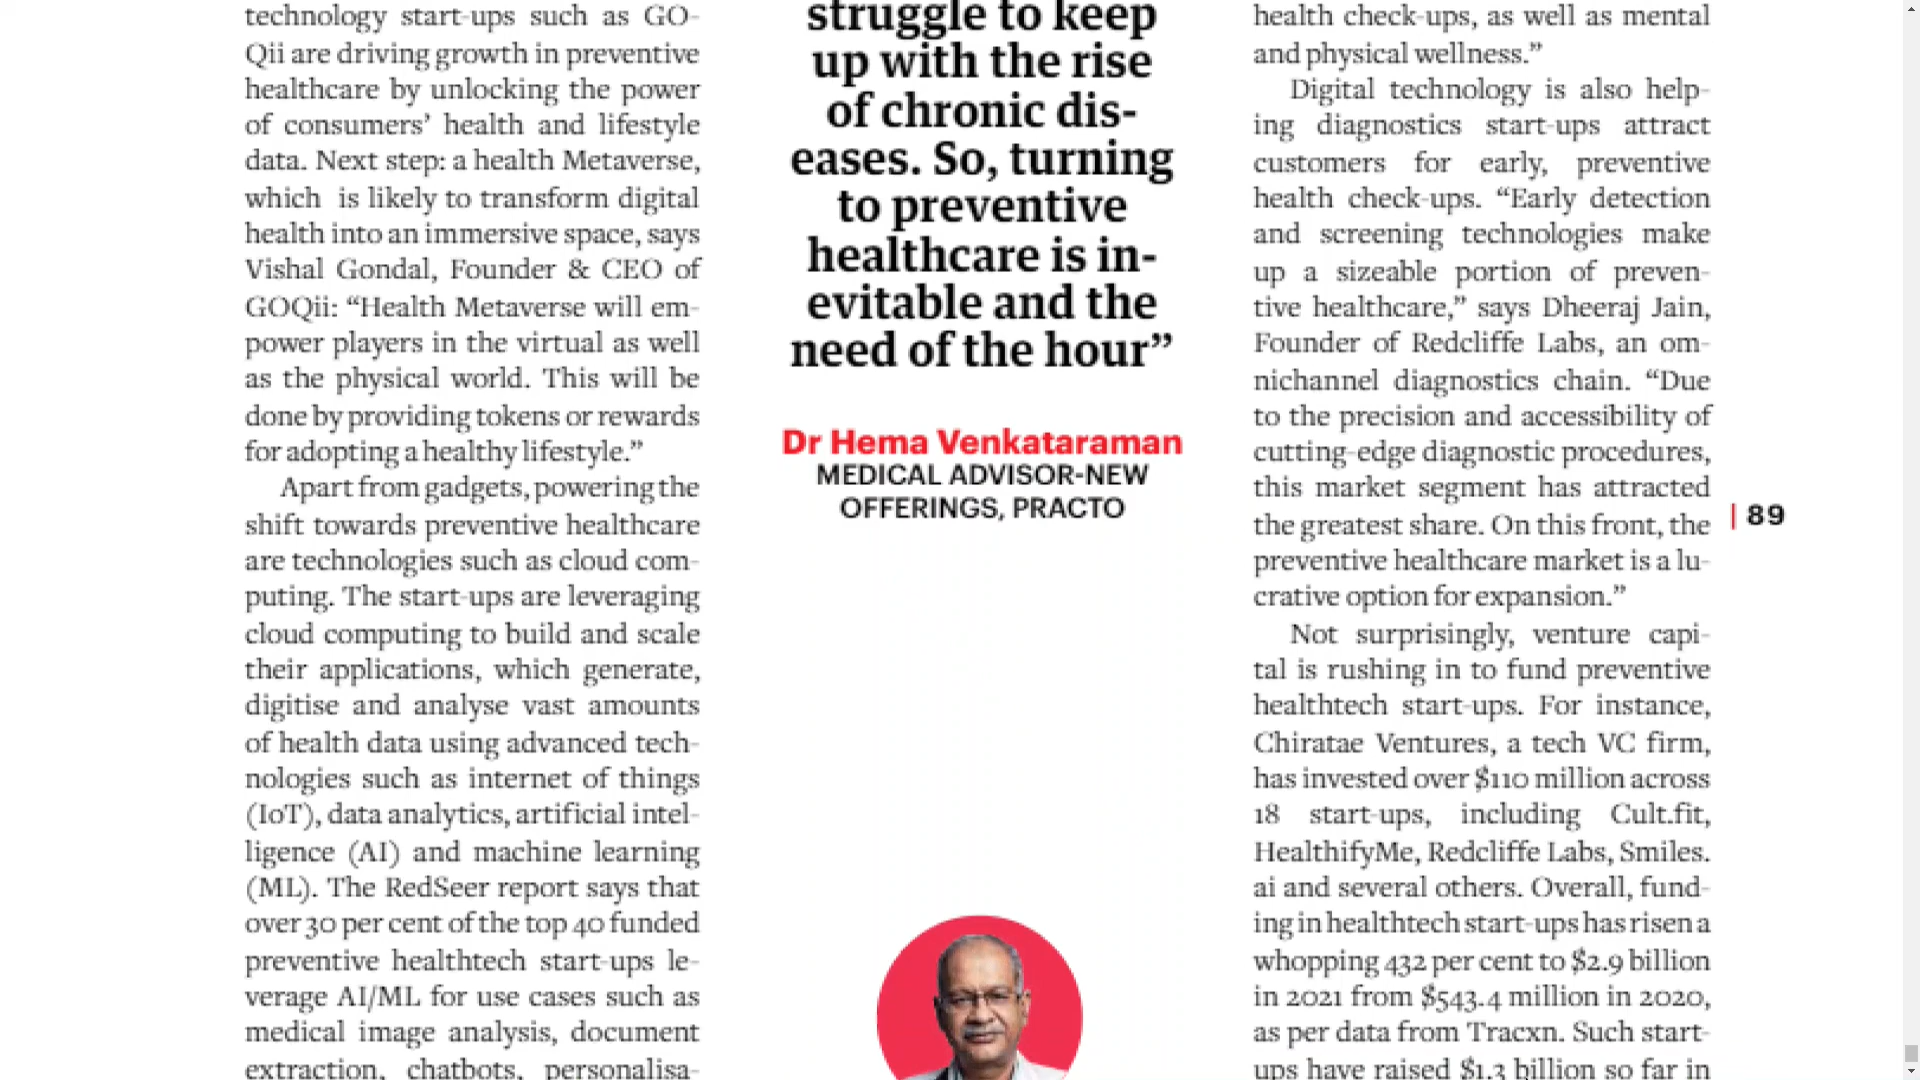 technology start-ups such as GO-
Qii are driving growth in preventive
healthcare by unlocking the power
of consumers’ health and lifestyle
data. Next step: a health Metaverse,
which is likely to transform digital
health into an immersive space, says
Vishal Gondal, Founder & CEO of
GOQii: “Health Metaverse will em-
power players in the virtual as well
as the physical world. This will be
done by providing tokens or rewards
for adopting a healthy lifestyle.”
Apart from gadgets, powering the
shift towards preventive healthcare
are technologies such as cloud com-
puting. The start-ups are leveraging
cloud computing to build and scale
their applications, which generate,
digitise and analyse vast amounts
of health data using advanced tech-
nologies such as internet of things
(IoT), data analytics, artificial intel-
ligence (AI) and machine learning
(ML). The RedSeer report says that
over 30 per cent of the top 40 funded
preventive healthtech start-ups le-
verage AI/ML for use cases such as
medical image analysis, document
extraction, chatbots, personalisa-
struggle to keep
up with the rise
of chronic dis-
eases. So, turning
to preventive
healthcare is in-
evitable and the
need of the hour”
Dr Hema Venkataraman
MEDICAL ADVISOR-NEW
OFFERINGS, PRACTO
health check-ups, as well as mental
and physical wellness.”
Digital technology is also help-
ing diagnostics start-ups attract
customers for early, preventive
health check-ups. “Early detection
and screening technologies make
up a sizeable portion of preven-
tive healthcare,” says Dheeraj Jain,
Founder of Redcliffe Labs, an om-
nichannel diagnostics chain. “Due
to the precision and accessibility of
cutting-edge diagnostic procedures,
this market segment has attracted
the greatest share. On this front, the
preventive healthcare market is a lu-
crative option for expansion.”
Not surprisingly, venture capi-
tal is rushing in to fund preventive
healthtech start-ups. For instance,
Chiratae Ventures, a tech VC firm,
has invested over $110 million across
18 start-ups, including Cult.fit,
HealthifyMe, Redcliffe Labs, Smiles.
ai and several others. Overall, fund-
ing in healthtech start-ups has risen a
whopping 432 per cent to $2.9 billion
in 2021 from $543.4 million in 2020,
as per data from Tracxn. Such start-
ups have raised $1.3 billion so far in
| 89